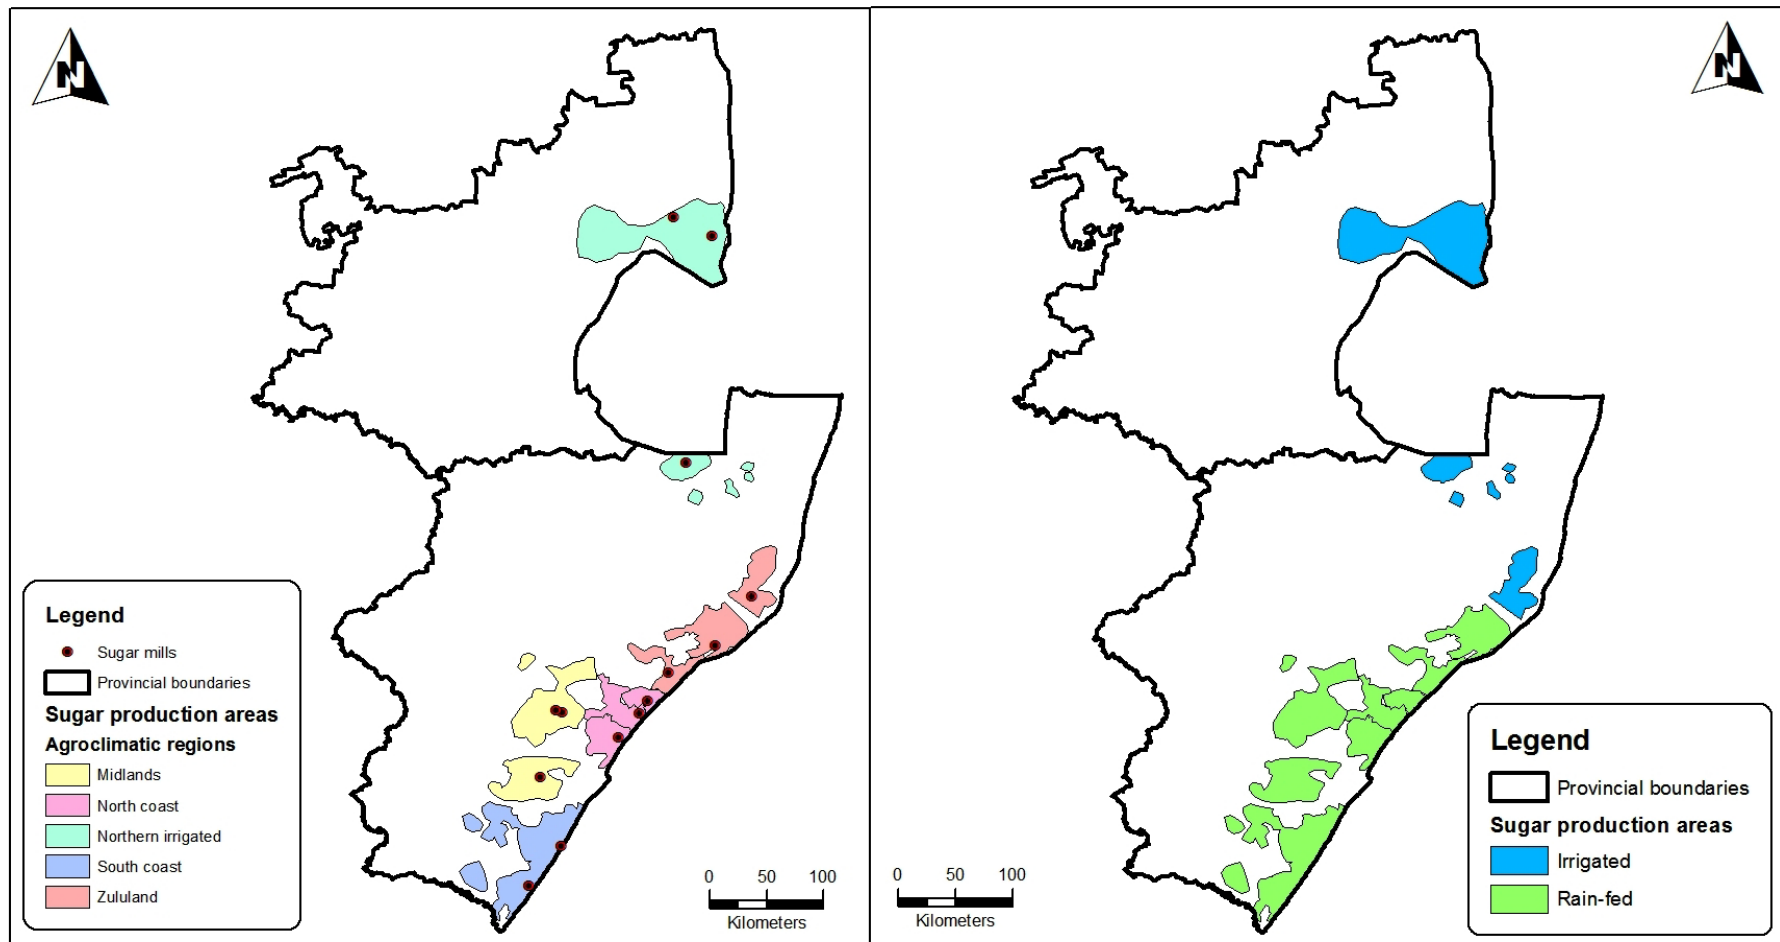 N
Legend
Sugar mills
Provincial boundaries
Sugar production areas
Agroclimatic regions
Midlands
North coast
Northern irrigated
South coast
Zululand
0 50 100
Kilometers
N
0 50 100
Kilometers
Legend
Provincial boundaries
Sugar production areas
Irrigated
Rain-fed